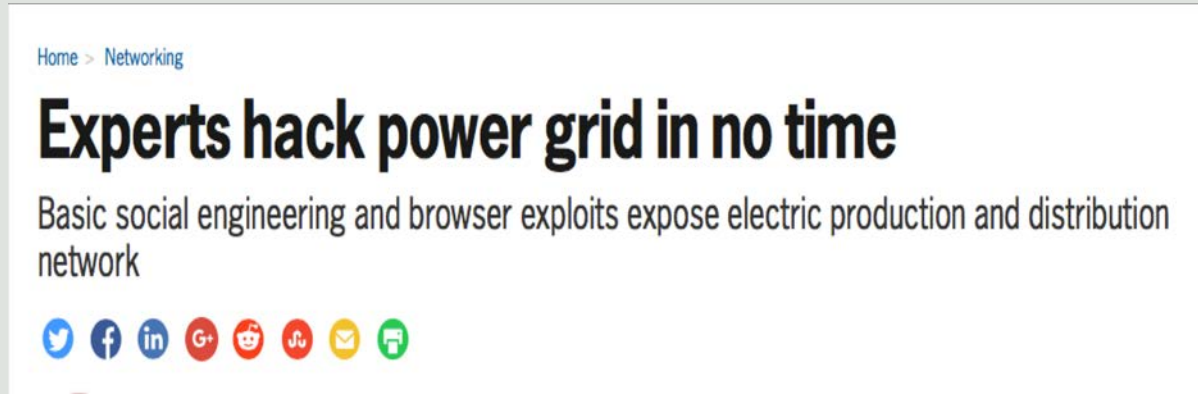 Home > Networking
Experts hack power grid in no time
Basic social engineering and browser exploits expose electric production and distribution
network
in G+